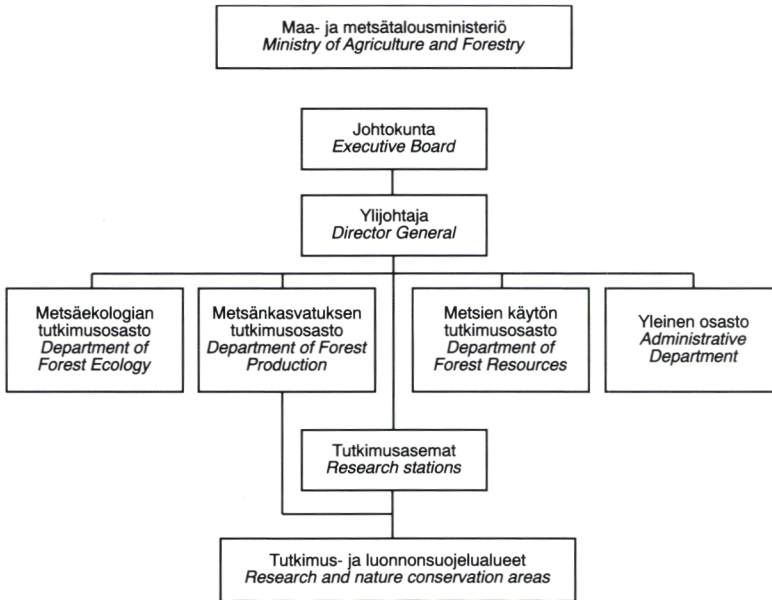 Maa- ja metsätalousministeriö
Ministry of Agriculture and Forestry
Johtokunta
Executive Board
Ylijohtaja
Director General
Metsäekologian
tutkimusosasto
Department of
Forest Ecology
Metsänkasvatuksen
tutkimusosasto
Department of Forest
Production
Metsien käytön
tutkimusosasto
Department of
Forest Resources
Yleinen osasto
Administrative
Department
Tutkimusasemat
Research stations
Tutkimus- ja luonnonsuojelualueet
Research and nature conservation areas